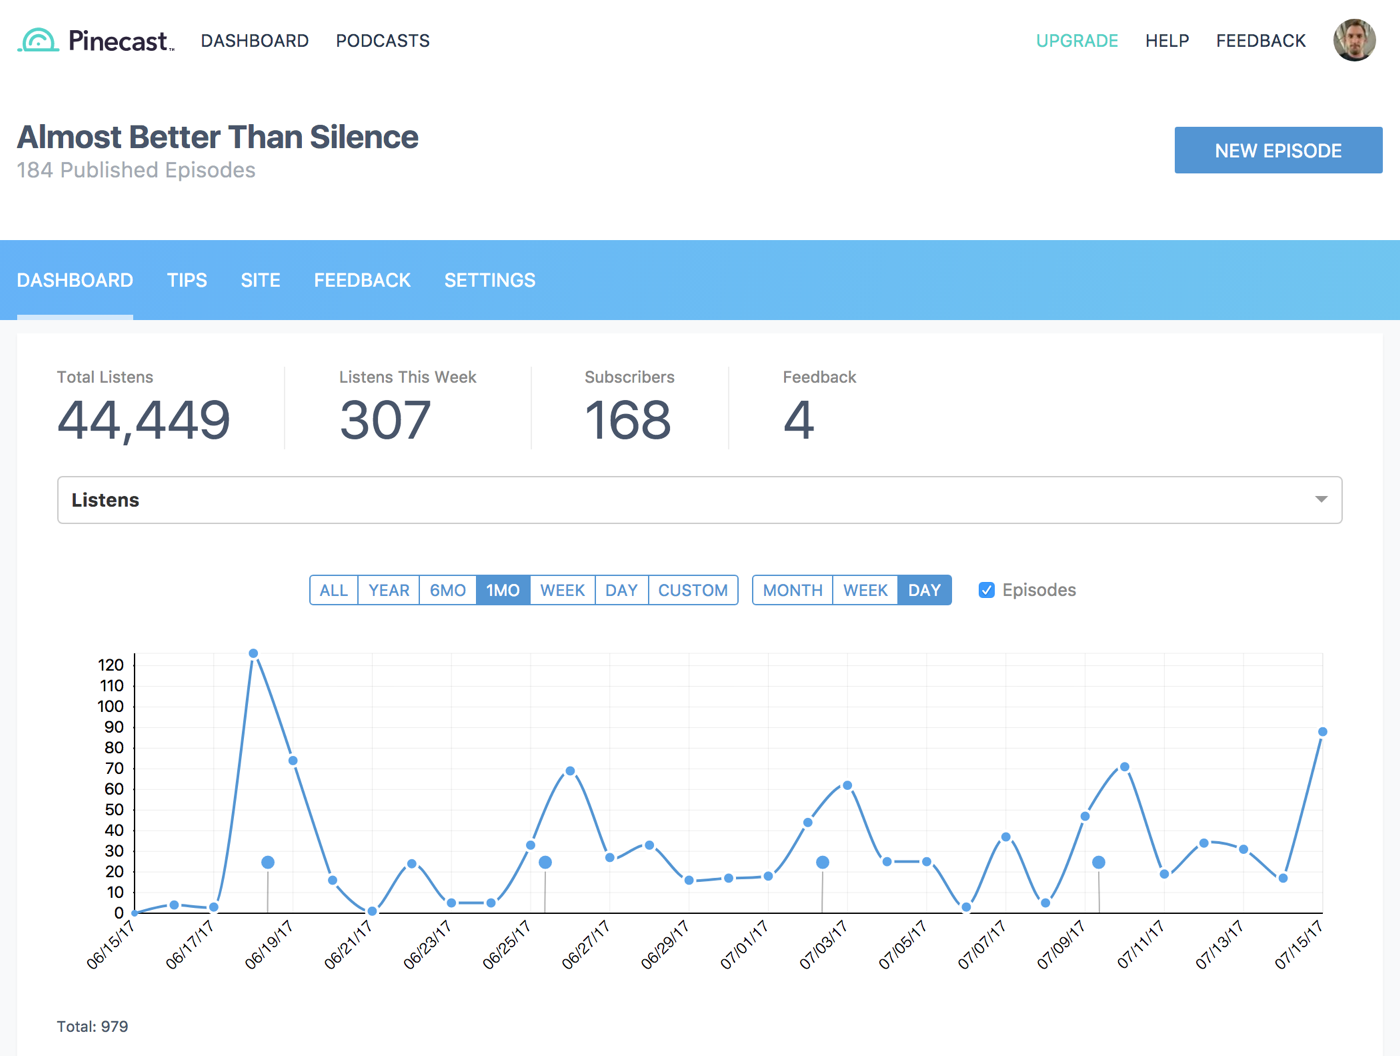 Pinecast™ DASHBOARD PODCASTS UPGRADE HELP FEEDBACK
Almost Better Than Silence
184 Published Episodes
NEW EPISODE
DASHBOARD TIPS SITE FEEDBACK SETTINGS
Total Listens Listens This Week Subscribers Feedback
44,449 307 168 4
Listens
ALL YEAR 6MO 1MO WEEK DAY CUSTOM MONTH WEEK DAY Episodes
120
110
100
90
80
70
60
50
40
30
20
10
0
06/15/17 06/17/17 06/19/17 06/21/17 06/23/17 06/25/17 06/27/17 06/29/17 07/01/17 07/03/17 07/05/17 07/07/17 07/09/17 07/11/17 07/13/17 07/15/17
Total: 979